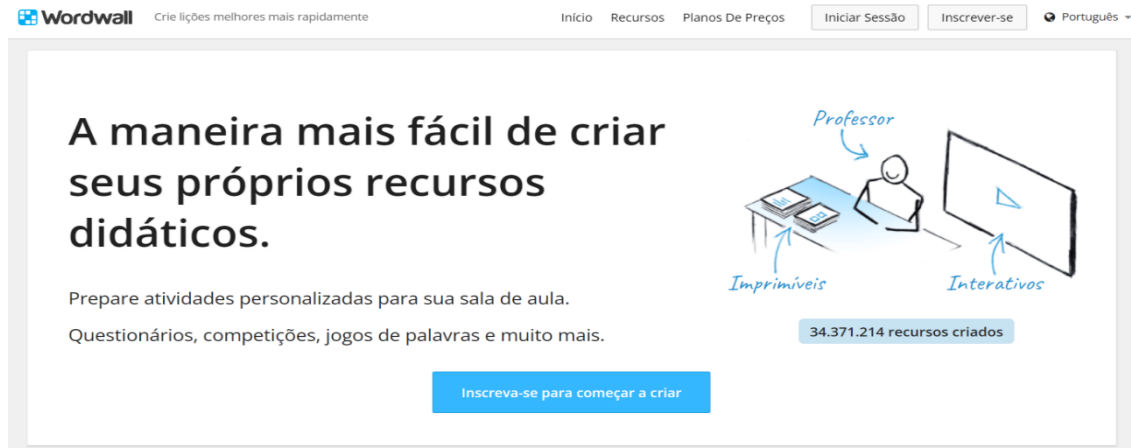 Wordwall Crie lições melhores mais rapidamente Início Recursos Planos De Preços Iniciar Sessão Inscrever-se Português
A maneira mais fácil de criar
seus próprios recursos
didáticos.
Prepare atividades personalizadas para sua sala de aula.
Questionários, competições, jogos de palavras e muito mais.
Professor
Imprimíveis
Interativos
34.371.214 recursos criados
Inscreva-se para começar a criar